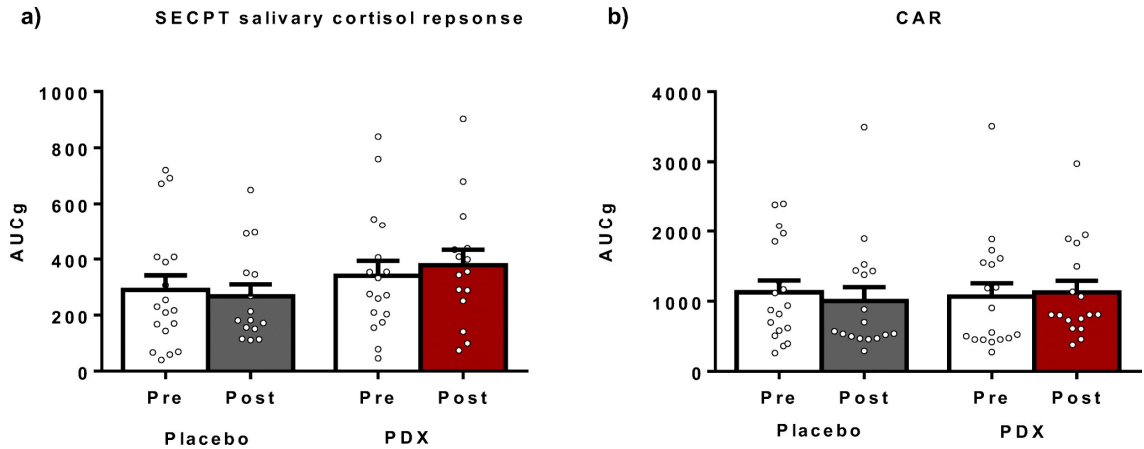 a) SECPT salivary cortisol repsonse
AUCg
1000
800
600
400
200
0
Pre Post Pre Post
Placebo PDX
b) CAR
AUCg
4000
3000
2000
1000
0
Pre Post Pre Post
Placebo PDX